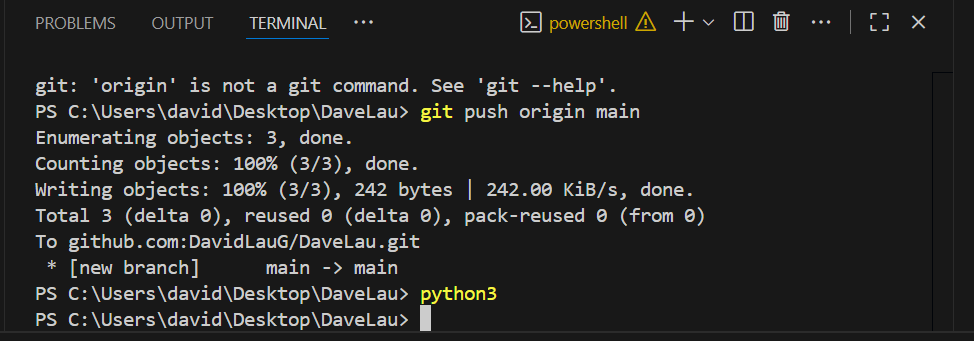 PROBLEMS OUTPUT TERMINAL ··· powershell
git: 'origin' is not a git command. See 'git --help'.
PS C:\Users\david\Desktop\DaveLau> git push origin main
Enumerating objects: 3, done.
Counting objects: 100% (3/3), done.
Writing objects: 100% (3/3), 242 bytes | 242.00 KiB/s, done.
Total 3 (delta 0), reused 0 (delta 0), pack-reused 0 (from 0)
To github.com:DavidLauG/DaveLau.git
 * [new branch]      main -> main
PS C:\Users\david\Desktop\DaveLau> python3
PS C:\Users\david\Desktop\DaveLau>